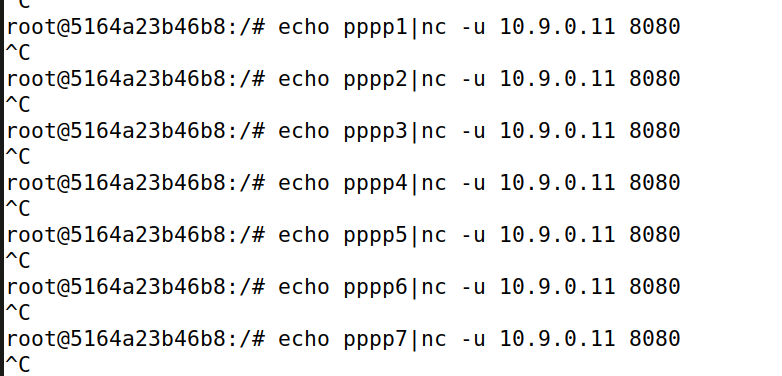 ^C
root@5164a23b46b8:/# echo pppp1|nc -u 10.9.0.11 8080
^C
root@5164a23b46b8:/# echo pppp2|nc -u 10.9.0.11 8080
^C
root@5164a23b46b8:/# echo pppp3|nc -u 10.9.0.11 8080
^C
root@5164a23b46b8:/# echo pppp4|nc -u 10.9.0.11 8080
^C
root@5164a23b46b8:/# echo pppp5|nc -u 10.9.0.11 8080
^C
root@5164a23b46b8:/# echo pppp6|nc -u 10.9.0.11 8080
^C
root@5164a23b46b8:/# echo pppp7|nc -u 10.9.0.11 8080
^C